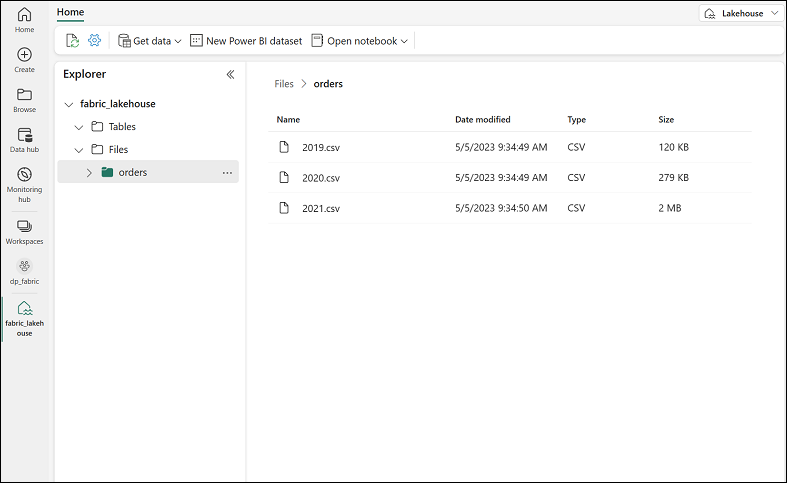 Home
Lakehouse
Get data
New Power BI dataset
Open notebook
Home
Create
Browse
Data hub
Monitoring
hub
Workspaces
dp_fabric
fabric_lakeh
ouse
Explorer
fabric_lakehouse
Tables
Files
orders
Files > orders
Name Date modified Type Size
2019.csv 5/5/2023 9:34:49 AM CSV 120 KB
2020.csv 5/5/2023 9:34:49 AM CSV 279 KB
2021.csv 5/5/2023 9:34:50 AM CSV 2 MB